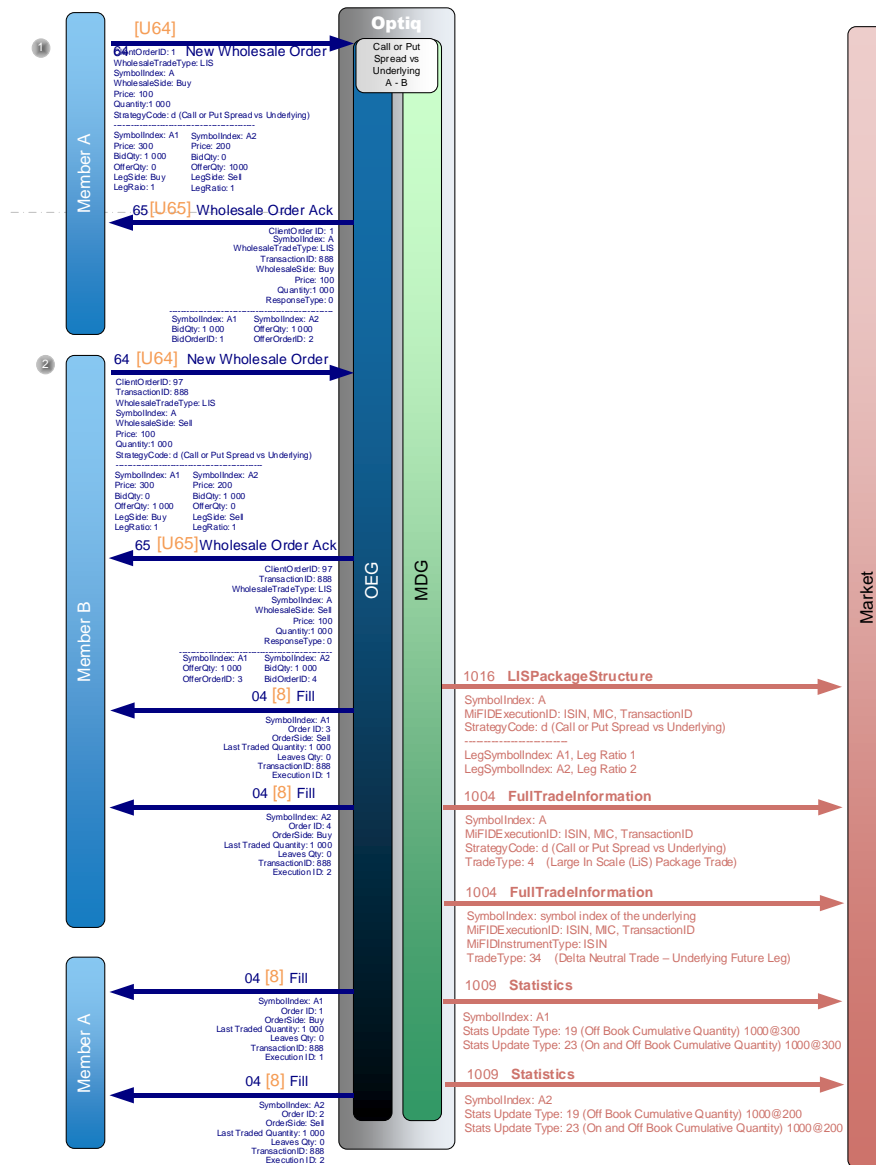 Optiq
Call or Put
Spread vs
Underlying
A - B
OEG
MDG
Market
1
Member A
[U64]
64 New Wholesale Order
ClientOrderID: 1
WholesaleTradeType: LIS
SymbolIndex: A
WholesaleSide: Buy
Price: 100
Quantity:1 000
StrategyCode: d (Call or Put Spread vs Underlying)
SymbolIndex: A1 SymbolIndex: A2
Price: 300 Price: 200
BidQty: 1 000 BidQty: 0
OfferQty: 0 OfferQty: 1000
LegSide: Buy LegSide: Sell
LegRaio: 1 LegRatio: 1
65 [U65] Wholesale Order Ack
ClientOrder ID: 1
SymbolIndex: A
WholesaleTradeType: LIS
TransactionID: 888
WholesaleSide: Buy
Price: 100
Quantity:1 000
ResponseType: 0
SymbolIndex: A1 SymbolIndex: A2
BidQty: 1 000 OfferQty: 1 000
BidOrderID: 1 OfferOrderID: 2
2
Member B
64 [U64] New Wholesale Order
ClientOrderID: 97
TransactionID: 888
WholesaleTradeType: LIS
SymbolIndex: A
WholesaleSide: Sell
Price: 100
Quantity:1 000
StrategyCode: d (Call or Put Spread vs Underlying)
SymbolIndex: A1 SymbolIndex: A2
Price: 300 Price: 200
BidQty: 0 BidQty: 1 000
OfferQty: 1 000 OfferQty: 0
LegSide: Buy LegSide: Sell
LegRatio: 1 LegRatio: 1
65 [U65] Wholesale Order Ack
ClientOrderID: 97
TransactionID: 888
WholesaleTradeType: LIS
SymbolIndex: A
WholesaleSide: Sell
Price: 100
Quantity:1 000
ResponseType: 0
SymbolIndex: A1 SymbolIndex: A2
OfferQty: 1 000 BidQty: 1 000
OfferOrderID: 3 BidOrderID: 4
04 [8] Fill
SymbolIndex: A1
Order ID: 3
OrderSide: Sell
Last Traded Quantity: 1 000
Leaves Qty: 0
TransactionID: 888
Execution ID: 1
04 [8] Fill
SymbolIndex: A2
Order ID: 4
OrderSide: Buy
Last Traded Quantity: 1 000
Leaves Qty: 0
TransactionID: 888
Execution ID: 2
Member A
04 [8] Fill
SymbolIndex: A1
Order ID: 1
OrderSide: Buy
Last Traded Quantity: 1 000
Leaves Qty: 0
TransactionID: 888
Execution ID: 1
04 [8] Fill
SymbolIndex: A2
Order ID: 2
OrderSide: Sell
Last Traded Quantity: 1 000
Leaves Qty: 0
TransactionID: 888
Execution ID: 2
1016 LISPackageStructure
SymbolIndex: A
MiFIDExecutionID: ISIN, MIC, TransactionID
StrategyCode: d (Call or Put Spread vs Underlying)
LegSymbolIndex: A1, Leg Ratio 1
LegSymbolIndex: A2, Leg Ratio 2
1004 FullTradeInformation
SymbolIndex: A
MiFIDExecutionID: ISIN, MIC, TransactionID
StrategyCode: d (Call or Put Spread vs Underlying)
TradeType: 4 (Large In Scale (LiS) Package Trade)
1004 FullTradeInformation
SymbolIndex: symbol index of the underlying
MiFIDExecutionID: ISIN, MIC, TransactionID
MiFIDInstrumentType: ISIN
TradeType: 34 (Delta Neutral Trade – Underlying Future Leg)
1009 Statistics
SymbolIndex: A1
Stats Update Type: 19 (Off Book Cumulative Quantity) 1000@300
Stats Update Type: 23 (On and Off Book Cumulative Quantity) 1000@300
1009 Statistics
SymbolIndex: A2
Stats Update Type: 19 (Off Book Cumulative Quantity) 1000@200
Stats Update Type: 23 (On and Off Book Cumulative Quantity) 1000@200